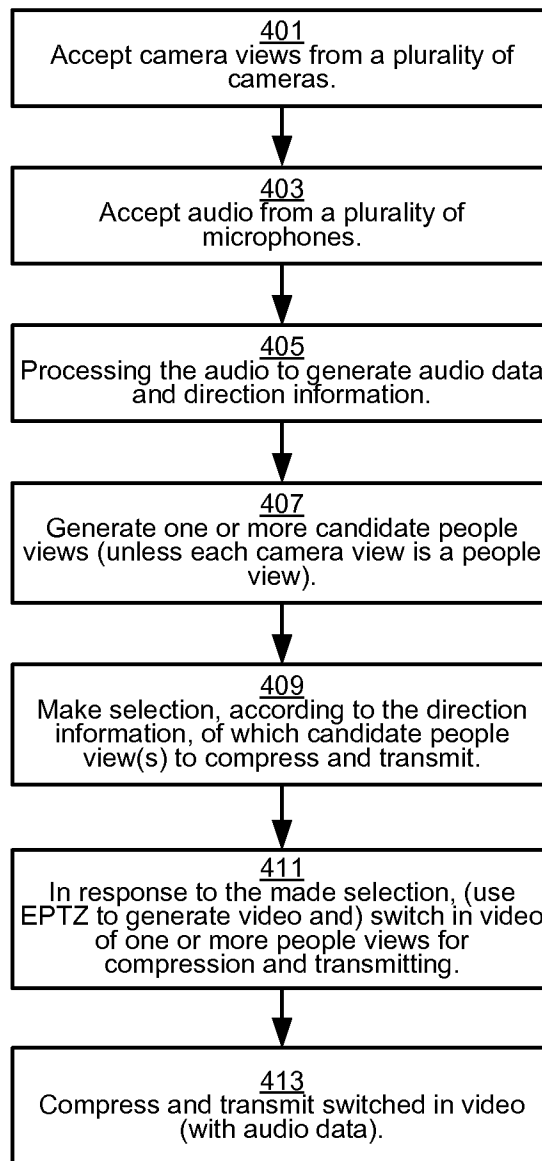 401
Accept camera views from a plurality of
cameras.
403
Accept audio from a plurality of
microphones.
405
Processing the audio to generate audio data
and direction information.
407
Generate one or more candidate people
views (unless each camera view is a people
view).
409
Make selection, according to the direction
information, of which candidate people
view(s) to compress and transmit.
411
In response to the made selection, (use
EPTZ to generate video and) switch in video
of one or more people views for
compression and transmitting.
413
Compress and transmit switched in video
(with audio data).